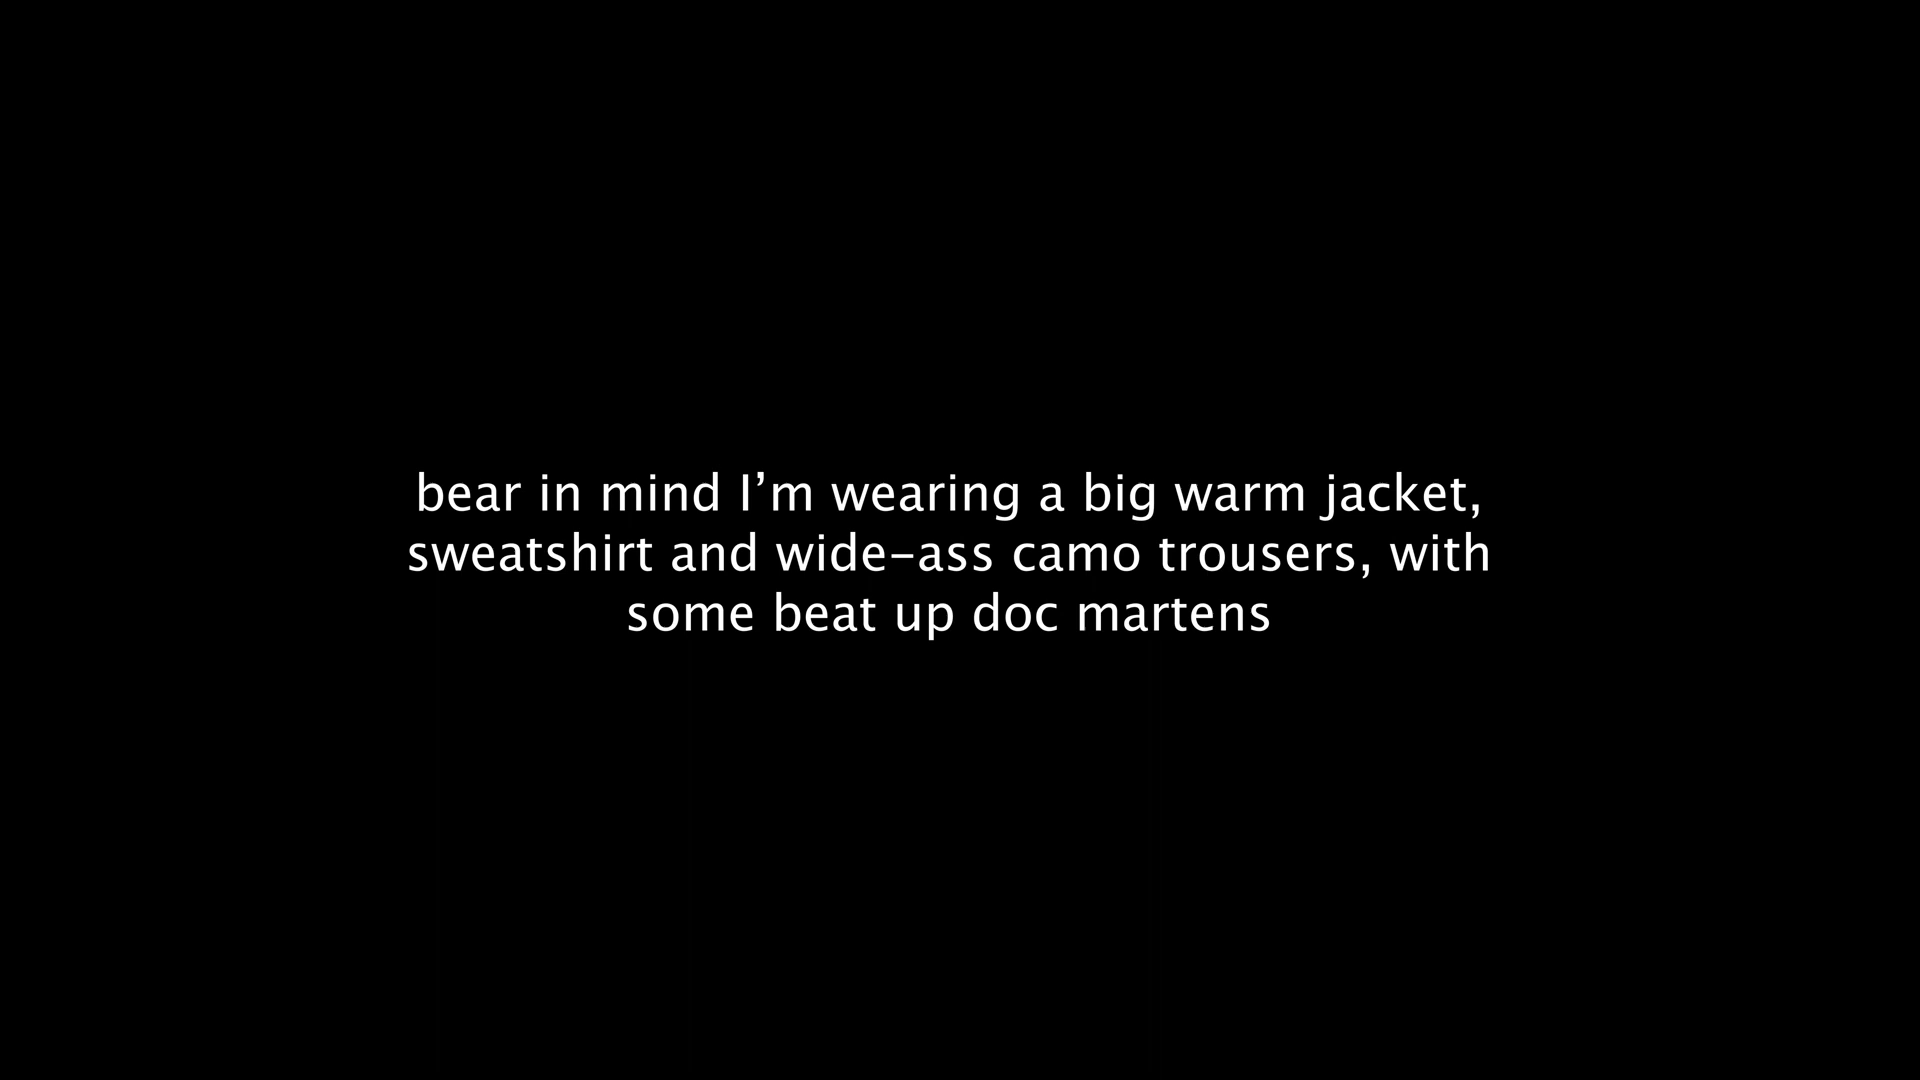 bear in mind I’m wearing a big warm jacket,
sweatshirt and wide-ass camo trousers, with
some beat up doc martens